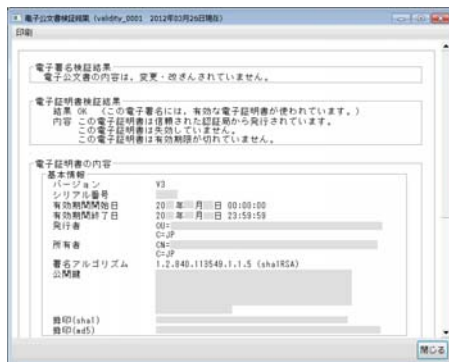 電子公文書検証結果 (validity_0001 2012年03月26日現在)
印刷
電子署名検証結果
電子公文書の内容は、変更・改ざんされていません。
電子証明書検証結果
結果 OK (この電子署名には、有効な電子証明書が使われています。)
内容 この電子証明書は信頼された認証局から発行されています。
この電子証明書は失効していません。
この電子証明書は有効期限が切れていません。
電子証明書の内容
基本情報
バージョン V3
シリアル番号
有効期間開始日 20 年 月 日 00:00:00
有効期間終了日 20 年 月 日 23:59:59
発行者 OU=
C=JP
所有者 CN=
C=JP
署名アルゴリズム 1.2.840.113549.1.1.5 (sha1RSA)
公開鍵
拇印(sha1)
拇印(md5)
閉じる